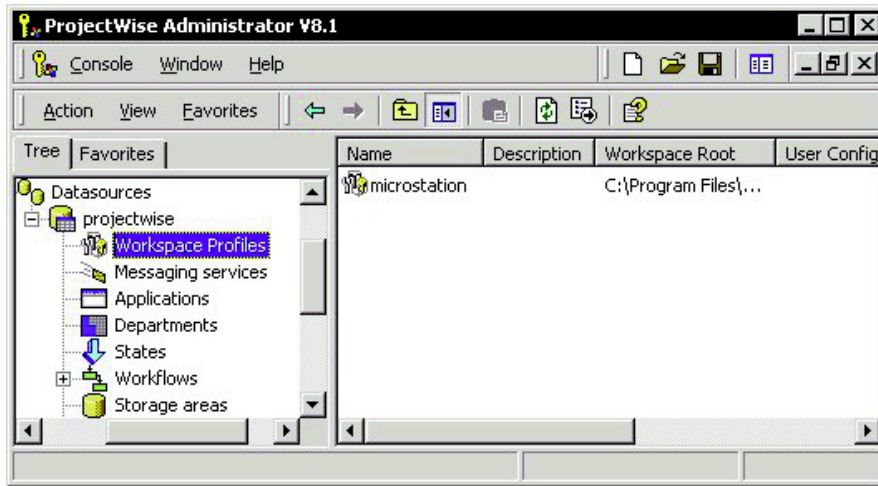 ProjectWise Administrator V8.1
Console Window Help
Action View Favorites
Tree Favorites
Name Description Workspace Root User Config
Datasources
microstation C:\Program Files\...
projectwise
Workspace Profiles
Messaging services
Applications
Departments
States
Workflows
Storage areas